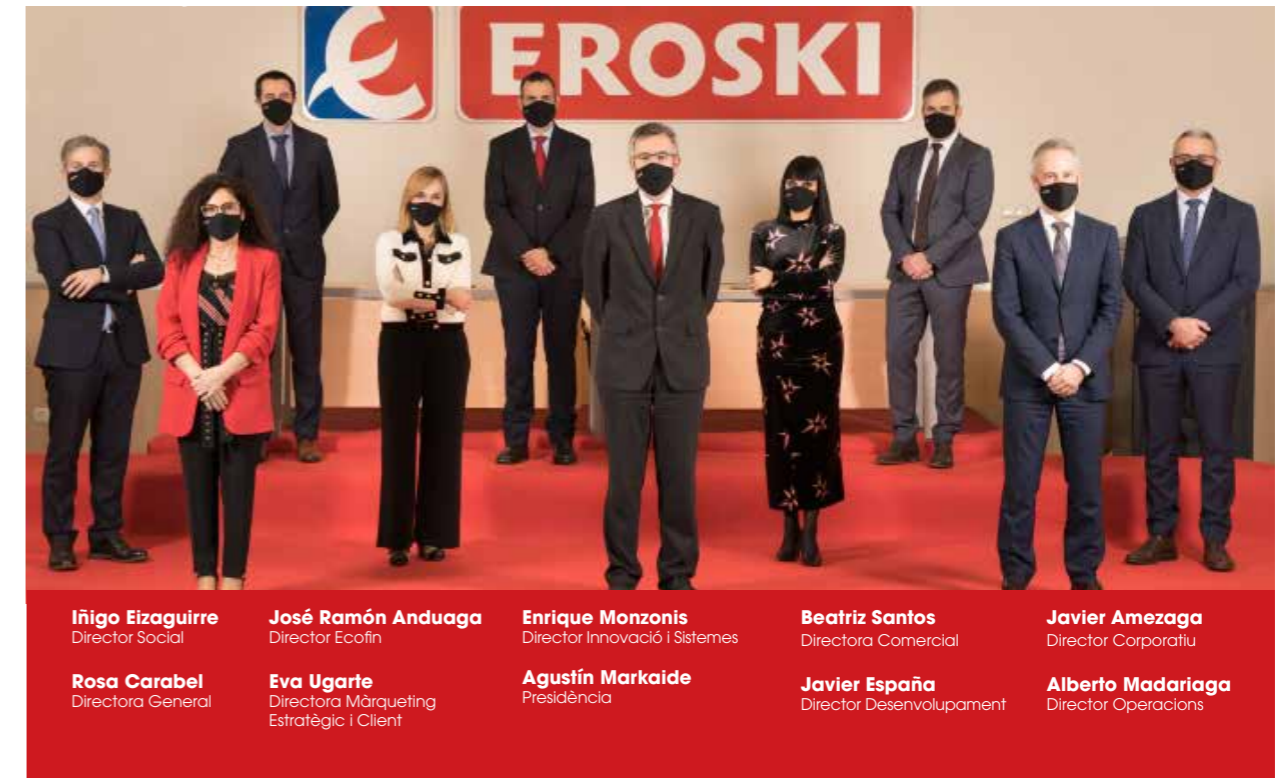 EROSKI
Iñigo Eizaguirre
Director Social
Rosa Carabel
Directora General
José Ramón Anduaga
Director Ecofin
Eva Ugarte
Directora Màrqueting
Estratègic i Client
Enrique Monzonis
Director Innovació i Sistemes
Agustín Markaide
Presidència
Beatriz Santos
Directora Comercial
Javier España
Director Desenvolupament
Javier Amezaga
Director Corporatiu
Alberto Madariaga
Director Operacions